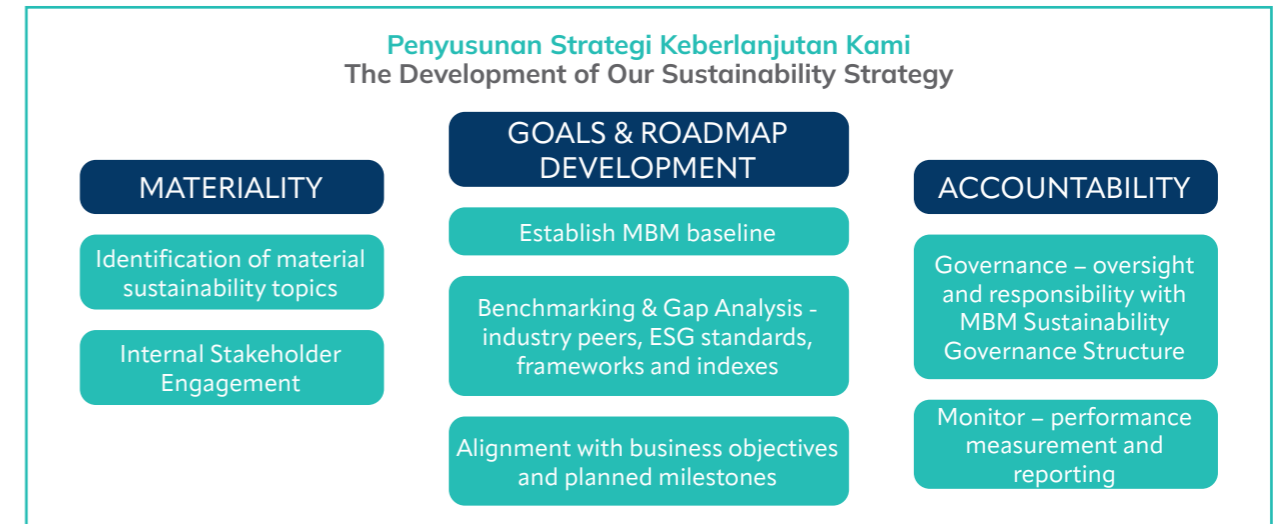 Penyusunan Strategi Keberlanjutan Kami
The Development of Our Sustainability Strategy
MATERIALITY
Identification of material
sustainability topics
Internal Stakeholder
Engagement
GOALS & ROADMAP
DEVELOPMENT
Establish MBM baseline
Benchmarking & Gap Analysis -
industry peers, ESG standards,
frameworks and indexes
Alignment with business objectives
and planned milestones
ACCOUNTABILITY
Governance – oversight
and responsibility with
MBM Sustainability
Governance Structure
Monitor – performance
measurement and
reporting